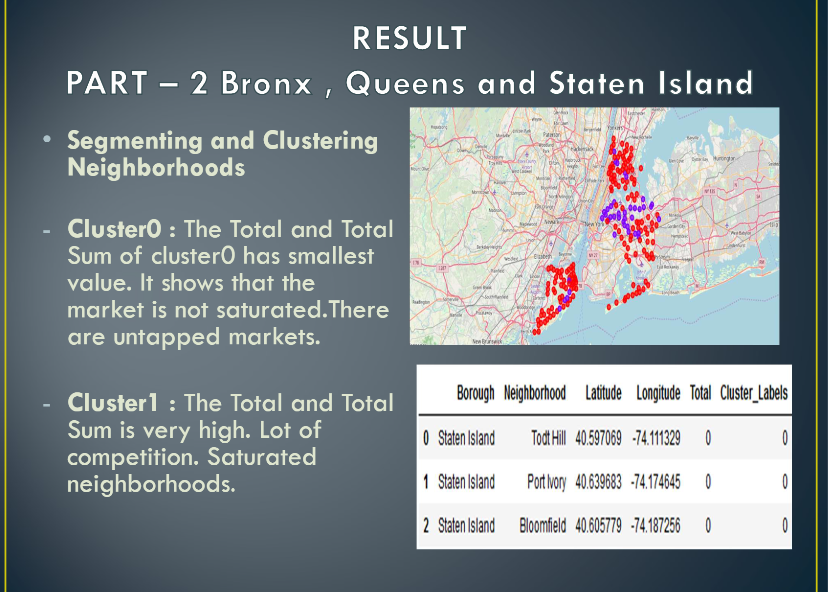 RESULT
PART – 2 Bronx , Queens and Staten Island
• Segmenting and Clustering
Neighborhoods
- Cluster0 : The Total and Total
Sum of cluster0 has smallest
value. It shows that the
market is not saturated.There
are untapped markets.
- Cluster1 : The Total and Total
Sum is very high. Lot of
competition. Saturated
neighborhoods.
Borough Neighborhood Latitude Longitude Total Cluster_Labels
0 Staten Island Todt Hill 40.597069 -74.111329 0 0
1 Staten Island Port Ivory 40.639683 -74.174645 0 0
2 Staten Island Bloomfield 40.605779 -74.187256 0 0